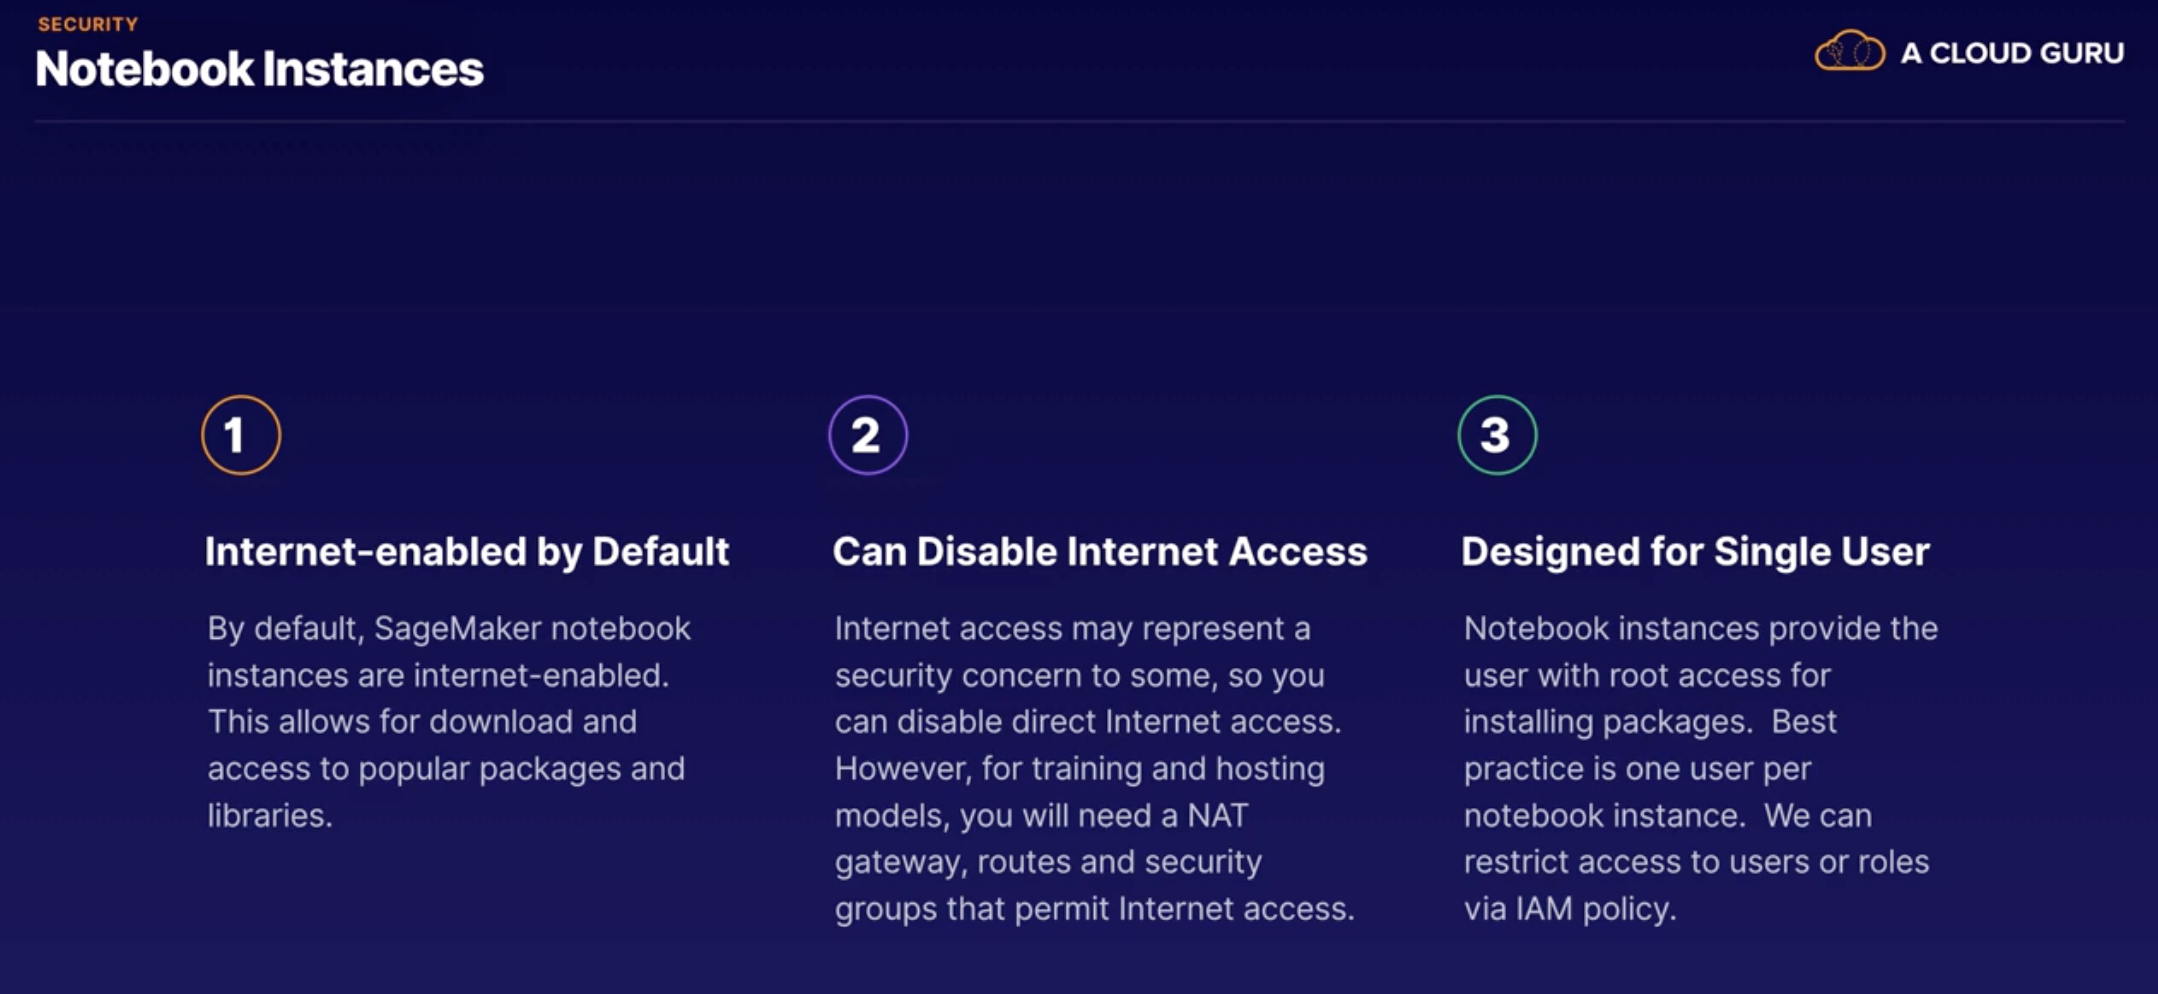 SECURITY
Notebook Instances
A CLOUD GURU
1
Internet-enabled by Default
By default, SageMaker notebook
instances are internet-enabled.
This allows for download and
access to popular packages and
libraries.
2
Can Disable Internet Access
Internet access may represent a
security concern to some, so you
can disable direct Internet access.
However, for training and hosting
models, you will need a NAT
gateway, routes and security
groups that permit Internet access.
3
Designed for Single User
Notebook instances provide the
user with root access for
installing packages.  Best
practice is one user per
notebook instance.  We can
restrict access to users or roles
via IAM policy.